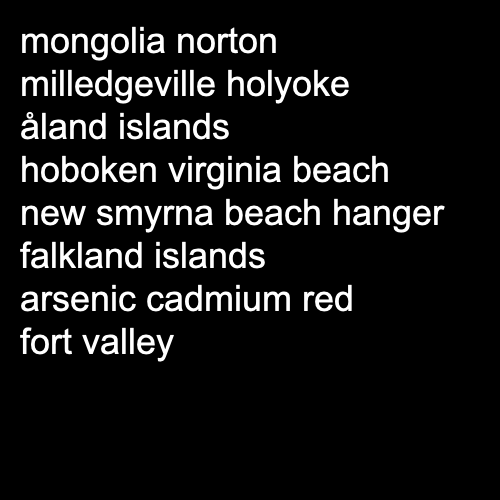 mongolia norton
milledgeville holyoke
åland islands
hoboken virginia beach
new smyrna beach hanger
falkland islands
arsenic cadmium red
fort valley